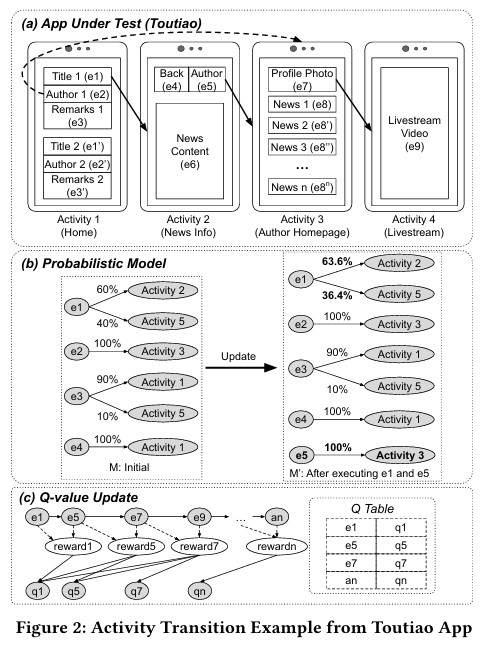 (a) App Under Test (Toutiao)
Title 1 (e1)
Author 1 (e2)
Remarks 1
(e3)
Title 2 (e1')
Author 2 (e2')
Remarks 2
(e3')
Activity 1
(Home)
Back
(e4)
Author
(e5)
News
Content
(e6)
Activity 2
(News Info)
Profile Photo
(e7)
News 1 (e8)
News 2 (e8')
News 3 (e8'')
...
News n (e8ⁿ)
Activity 3
(Author Homepage)
Livestream
Video
(e9)
Activity 4
(Livestream)
(b) Probabilistic Model
e1
60%
Activity 2
40%
Activity 5
e2
100%
Activity 3
e3
90%
Activity 1
10%
Activity 5
e4
100%
Activity 1
M: Initial
Update
e1
63.6%
Activity 2
36.4%
Activity 5
e2
100%
Activity 3
e3
90%
Activity 1
10%
Activity 5
e4
100%
Activity 1
e5
100%
Activity 3
M': After executing e1 and e5
(c) Q-value Update
e1 e5 e7 e9 ... an
reward1 reward5 reward7 rewardn
q1 q5 q7 qn
Q Table
e1 q1
e5 q5
e7 q7
an qn
Figure 2: Activity Transition Example from Toutiao App